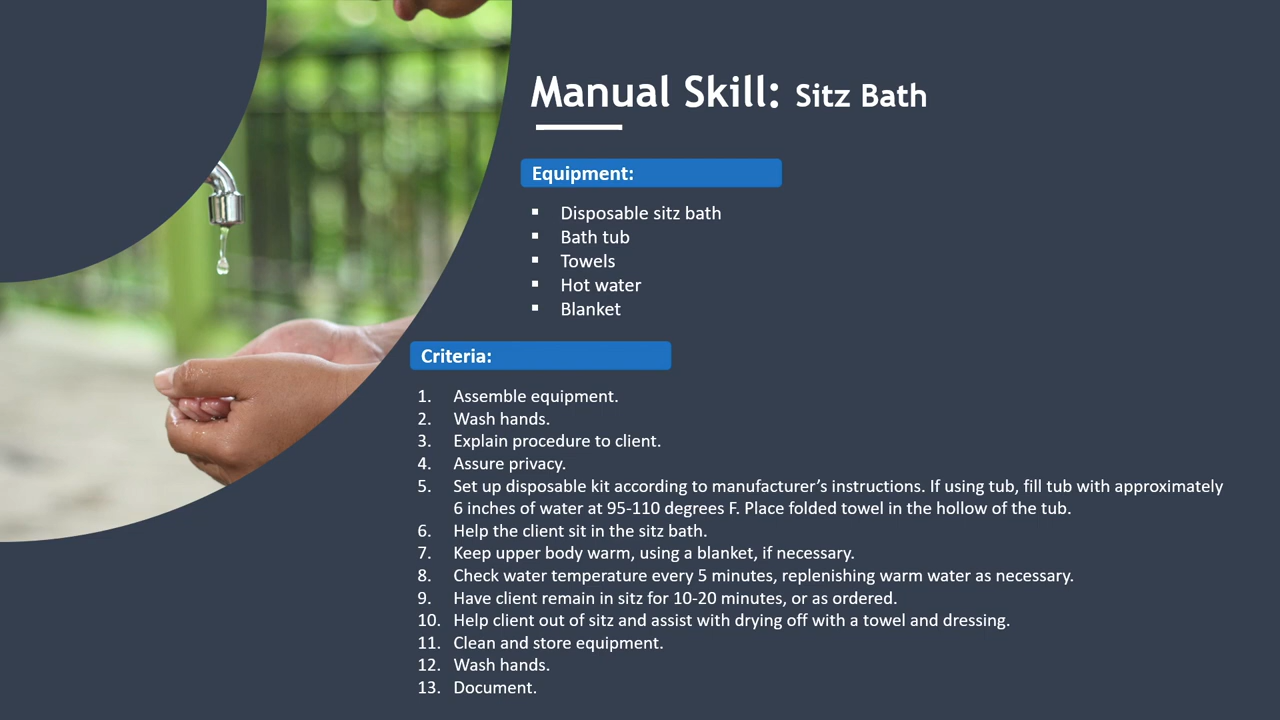 Manual Skill: Sitz Bath
Equipment:
▪ Disposable sitz bath
▪ Bath tub
▪ Towels
▪ Hot water
▪ Blanket
Criteria:
1. Assemble equipment.
2. Wash hands.
3. Explain procedure to client.
4. Assure privacy.
5. Set up disposable kit according to manufacturer’s instructions. If using tub, fill tub with approximately
6 inches of water at 95-110 degrees F. Place folded towel in the hollow of the tub.
6. Help the client sit in the sitz bath.
7. Keep upper body warm, using a blanket, if necessary.
8. Check water temperature every 5 minutes, replenishing warm water as necessary.
9. Have client remain in sitz for 10-20 minutes, or as ordered.
10. Help client out of sitz and assist with drying off with a towel and dressing.
11. Clean and store equipment.
12. Wash hands.
13. Document.